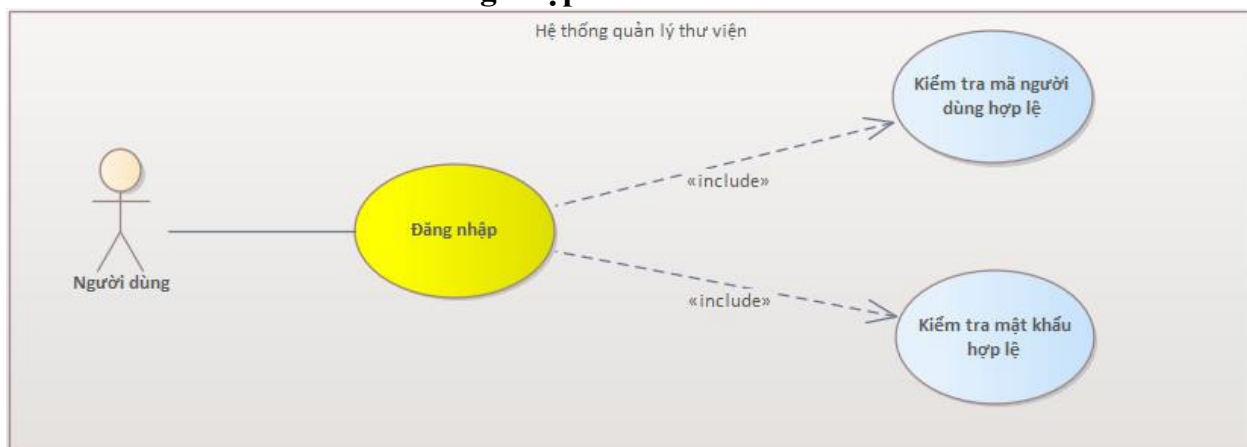 Hệ thống quản lý thư viện
Kiểm tra mã người
dùng hợp lệ
«include»
Đăng nhập
Người dùng
«include»
Kiểm tra mật khẩu
hợp lệ